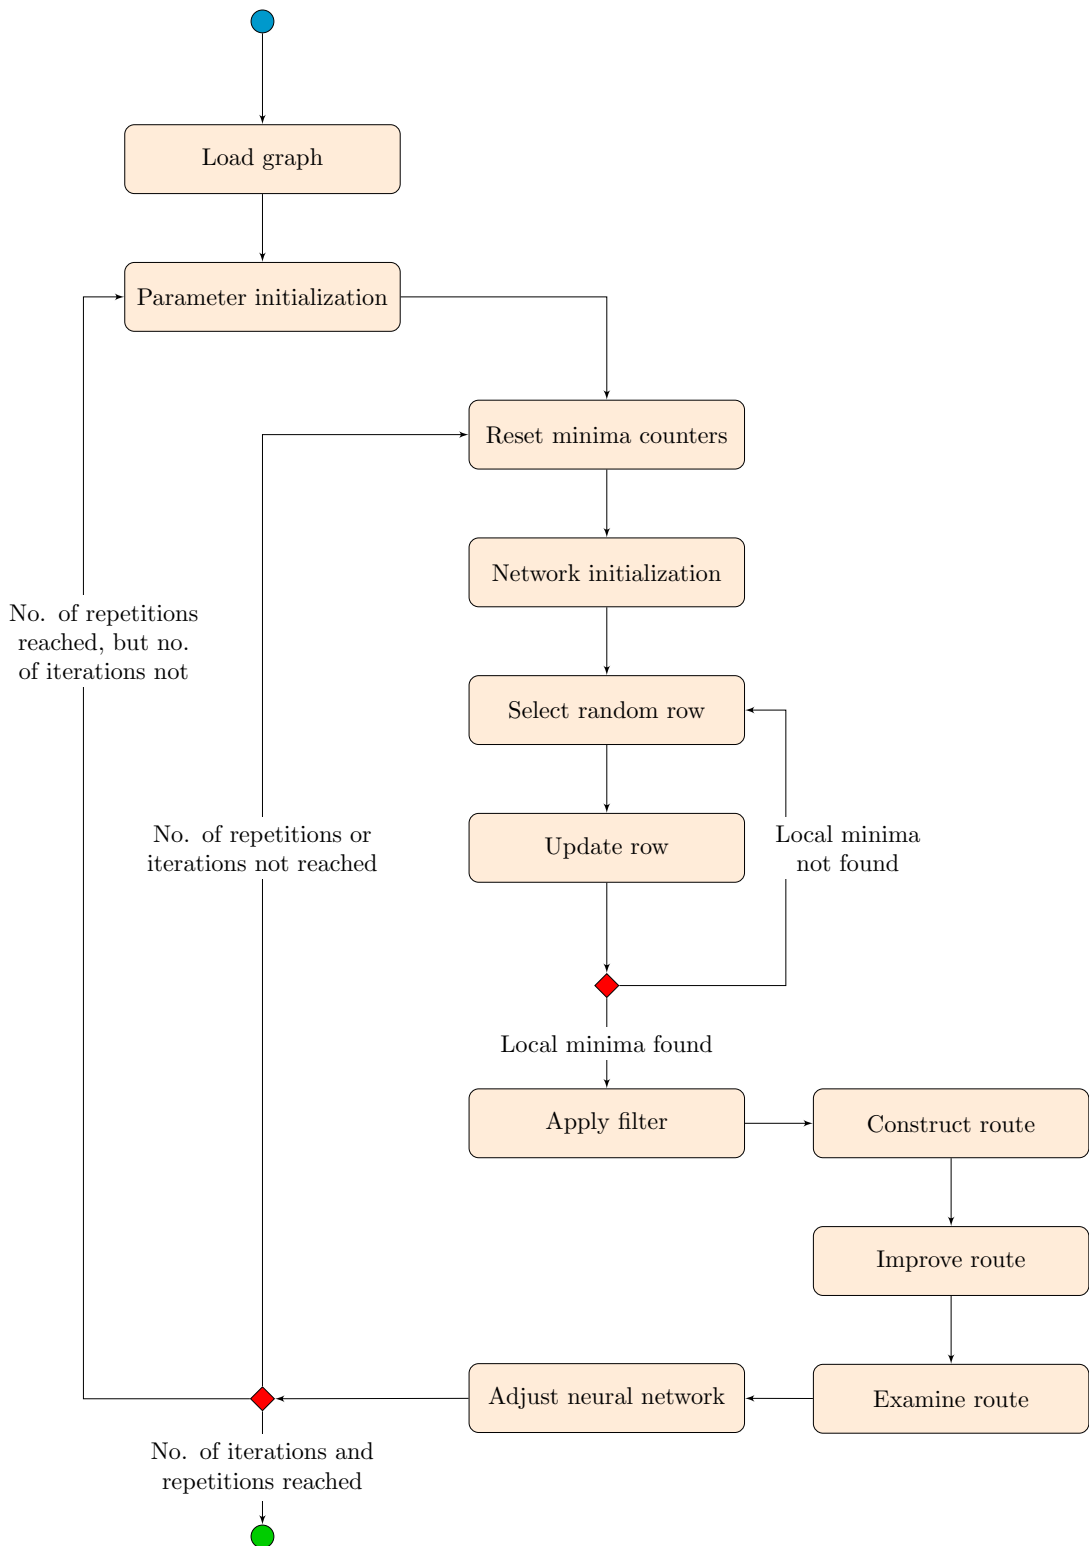 Load graph
Parameter initialization
Reset minima counters
Network initialization
No. of repetitions
reached, but no.
of iterations not
Select random row
No. of repetitions or
iterations not reached
Update row
Local minima
not found
Local minima found
Apply filter
Construct route
Improve route
Adjust neural network
Examine route
No. of iterations and
repetitions reached